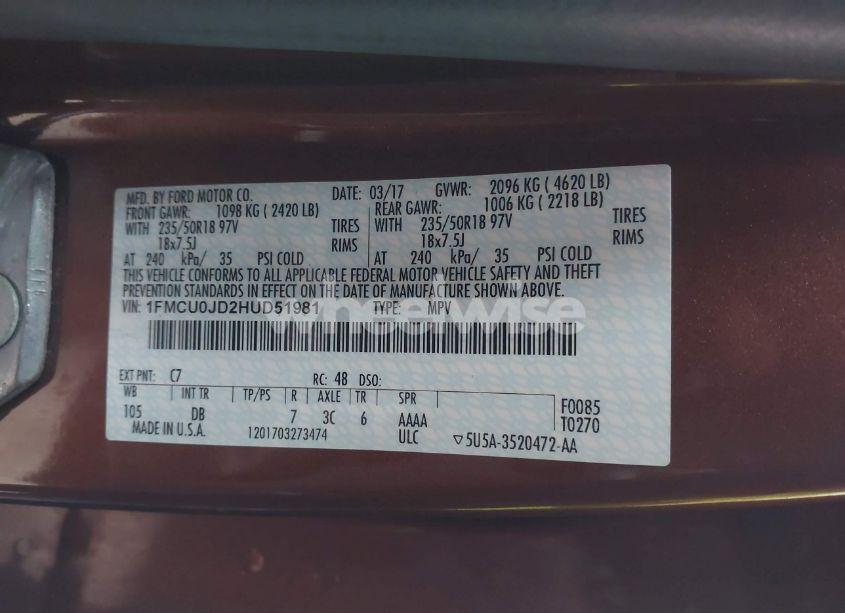 MFD. BY FORD MOTOR CO. DATE: 03/17 GVWR: 2096 KG ( 4620 LB)
FRONT GAWR: 1098 KG ( 2420 LB) REAR GAWR: 1006 KG ( 2218 LB)
WITH 235/50R18 97V TIRES WITH 235/50R18 97V TIRES
18x7.5J RIMS 18x7.5J RIMS
AT 240 kPa/ 35 PSI COLD AT 240 kPa/ 35 PSI COLD
THIS VEHICLE CONFORMS TO ALL APPLICABLE FEDERAL MOTOR VEHICLE SAFETY AND THEFT
PREVENTION STANDARDS IN EFFECT ON THE DATE OF MANUFACTURE SHOWN ABOVE.
VIN: 1FMCU0JD2HUD51981 TYPE: MPV
wheelwise
EXT PNT: C7 RC: 48 DSO:
WB INT TR TP/PS R AXLE TR SPR
105 DB 7 3C 6 AAAA F0085
MADE IN U.S.A. 1201703273474 ULC T0270
▽5U5A-3520472-AA